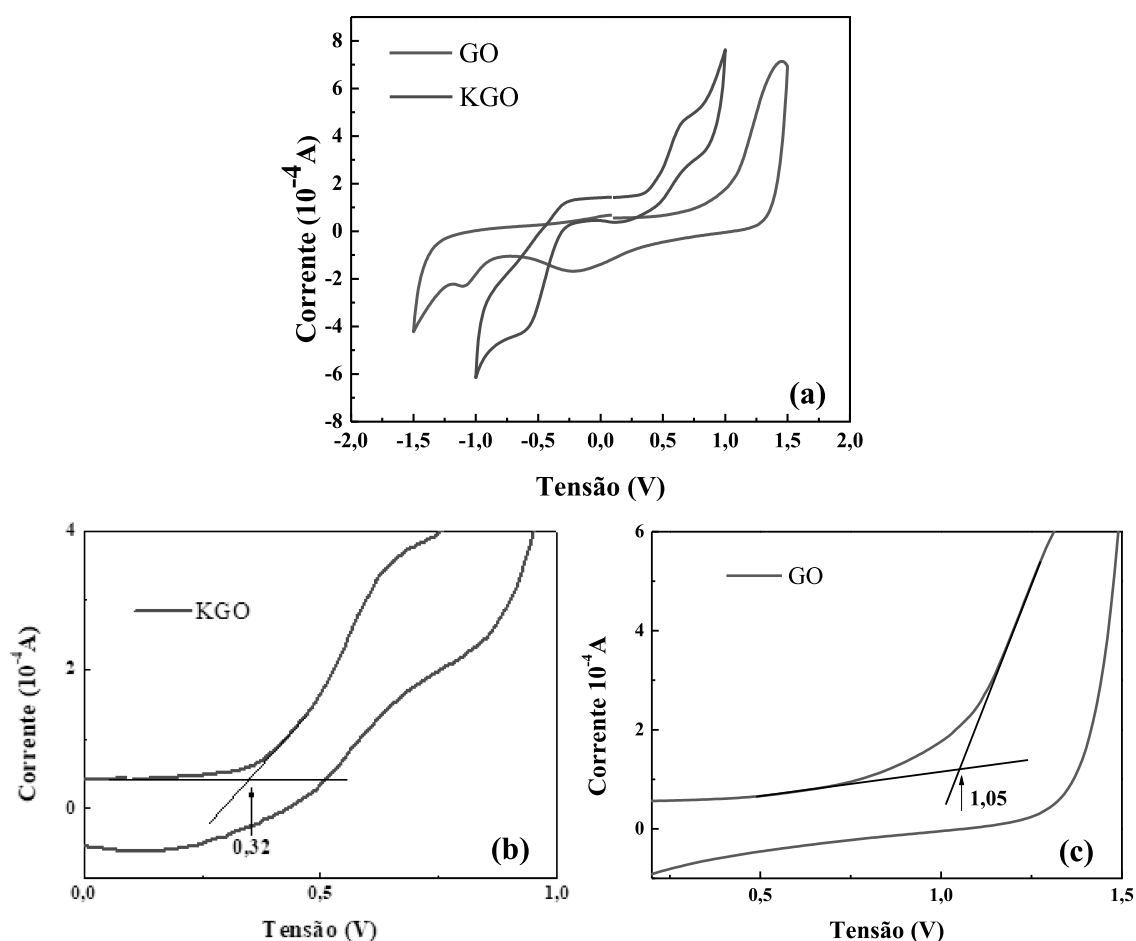 8
6
4
2
0
-2
-4
-6
-8
Corrente (10⁻⁴A)
GO
KGO
(a)
-2,0 -1,5 -1,0 -0,5 0,0 0,5 1,0 1,5 2,0
Tensão (V)
4
2
0
Corrente (10⁻⁴A)
KGO
0,32
(b)
0,0 0,5 1,0
Tensão (V)
6
4
2
0
Corrente 10⁻⁴A
GO
1,05
(c)
0,5 1,0 1,5
Tensão (V)